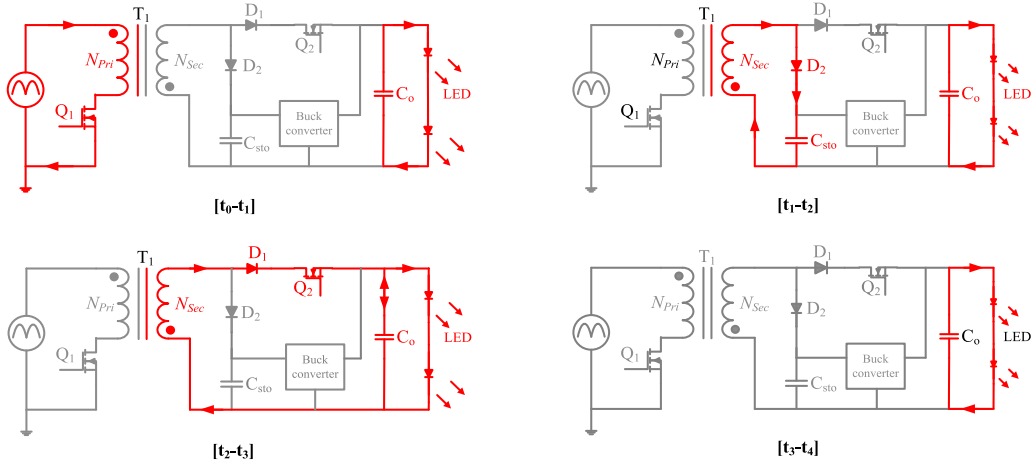 T1
D1
Q2
NPri
NSec
D2
Q1
Co
LED
Buck
converter
Csto
[t0-t1]
T1
D1
Q2
NPri
NSec
D2
Q1
Co
LED
Buck
converter
Csto
[t1-t2]
T1
D1
Q2
NPri
NSec
D2
Q1
Co
LED
Buck
converter
Csto
[t2-t3]
T1
D1
Q2
NPri
NSec
D2
Q1
Co
LED
Buck
converter
Csto
[t3-t4]